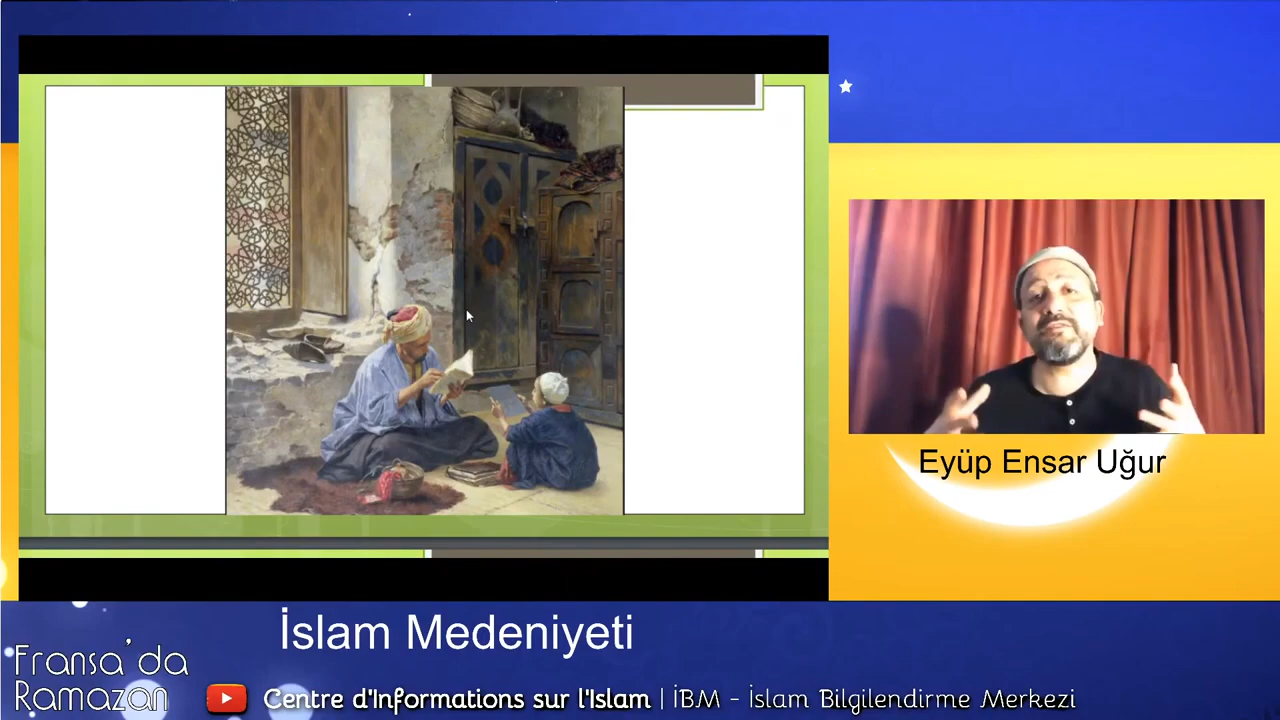 Eyüp Ensar Uğur
İslam Medeniyeti
Fransa'da
Ramazan
Centre d'Informations sur l'Islam | İBM - İslam Bilgilendirme Merkezi